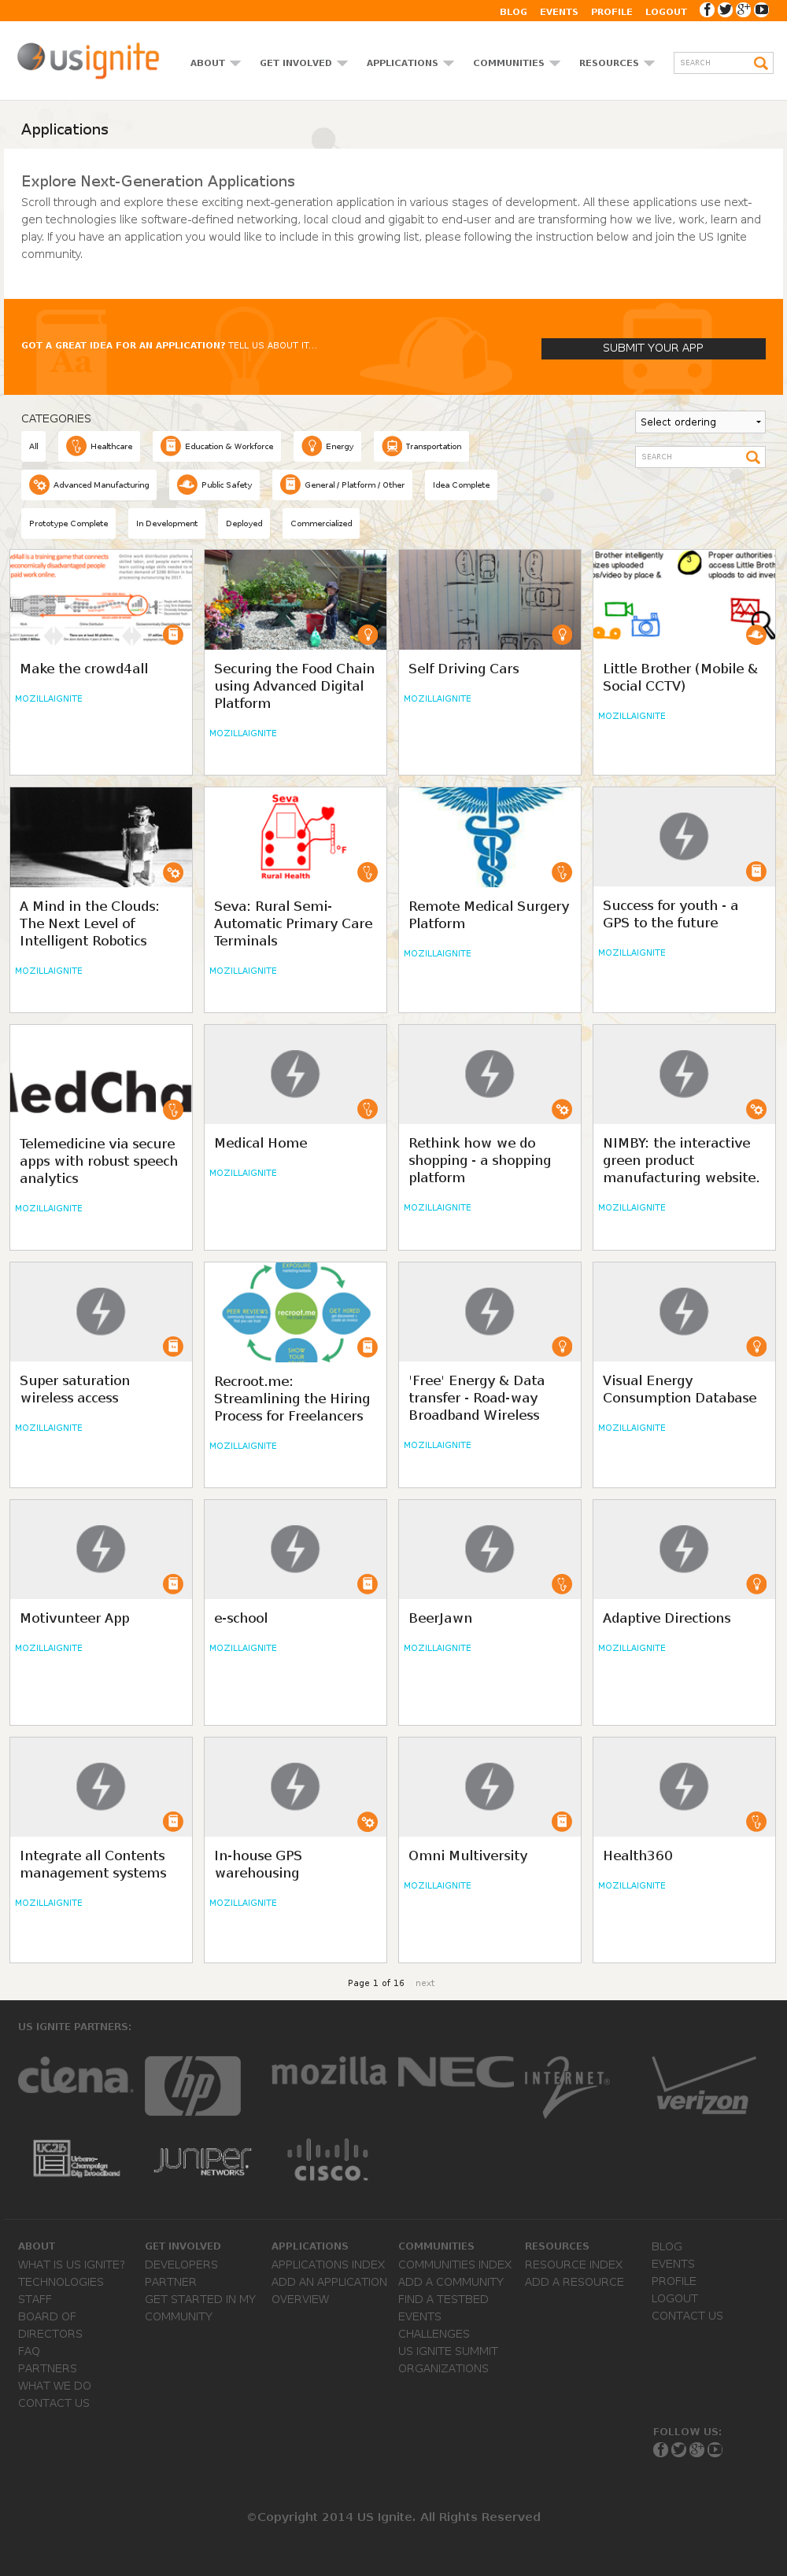 BLOG EVENTS PROFILE LOGOUT
usignite
ABOUT GET INVOLVED APPLICATIONS COMMUNITIES RESOURCES SEARCH
Applications
Explore Next-Generation Applications
Scroll through and explore these exciting next-generation application in various stages of development. All these applications use next-
gen technologies like software-defined networking, local cloud and gigabit to end-user and are transforming how we live, work, learn and
play. If you have an application you would like to include in this growing list, please following the instruction below and join the US Ignite
community.
GOT A GREAT IDEA FOR AN APPLICATION? TELL US ABOUT IT...
SUBMIT YOUR APP
CATEGORIES
Select ordering
SEARCH
All Healthcare Education & Workforce Energy Transportation
Advanced Manufacturing Public Safety General / Platform / Other Idea Complete
Prototype Complete In Development Deployed Commercialized
Make the crowd4all
MOZILLAIGNITE
Securing the Food Chain
using Advanced Digital
Platform
MOZILLAIGNITE
Self Driving Cars
MOZILLAIGNITE
Brother intelligently
Proper authorities
access Little Broth
uploads to aid inves
Little Brother (Mobile &
Social CCTV)
MOZILLAIGNITE
A Mind in the Clouds:
The Next Level of
Intelligent Robotics
MOZILLAIGNITE
Seva
°F
Rural Health
Seva: Rural Semi-
Automatic Primary Care
Terminals
MOZILLAIGNITE
Remote Medical Surgery
Platform
MOZILLAIGNITE
Success for youth - a
GPS to the future
MOZILLAIGNITE
MedCha
Telemedicine via secure
apps with robust speech
analytics
MOZILLAIGNITE
Medical Home
MOZILLAIGNITE
Rethink how we do
shopping - a shopping
platform
MOZILLAIGNITE
NIMBY: the interactive
green product
manufacturing website.
MOZILLAIGNITE
Super saturation
wireless access
MOZILLAIGNITE
EXPOSURE
PEER REVIEWS
GET HIRED
recroot.me
SHOW
YOUR
Recroot.me:
Streamlining the Hiring
Process for Freelancers
MOZILLAIGNITE
'Free' Energy & Data
transfer - Road-way
Broadband Wireless
MOZILLAIGNITE
Visual Energy
Consumption Database
MOZILLAIGNITE
Motivunteer App
MOZILLAIGNITE
e-school
MOZILLAIGNITE
BeerJawn
MOZILLAIGNITE
Adaptive Directions
MOZILLAIGNITE
Integrate all Contents
management systems
MOZILLAIGNITE
In-house GPS
warehousing
MOZILLAIGNITE
Omni Multiversity
MOZILLAIGNITE
Health360
MOZILLAIGNITE
Page 1 of 16 next
US IGNITE PARTNERS:
ciena hp mozilla NEC INTERNET 2 verizon
UC2B
Urbana-Champaign
Big Broadband
JUNIPER
NETWORKS
CISCO
ABOUT
WHAT IS US IGNITE?
TECHNOLOGIES
STAFF
BOARD OF
DIRECTORS
FAQ
PARTNERS
WHAT WE DO
CONTACT US
GET INVOLVED
DEVELOPERS
PARTNER
GET STARTED IN MY
COMMUNITY
APPLICATIONS
APPLICATIONS INDEX
ADD AN APPLICATION
OVERVIEW
COMMUNITIES
COMMUNITIES INDEX
ADD A COMMUNITY
FIND A TESTBED
EVENTS
CHALLENGES
US IGNITE SUMMIT
ORGANIZATIONS
RESOURCES
RESOURCE INDEX
ADD A RESOURCE
BLOG
EVENTS
PROFILE
LOGOUT
CONTACT US
FOLLOW US:
©Copyright 2014 US Ignite. All Rights Reserved